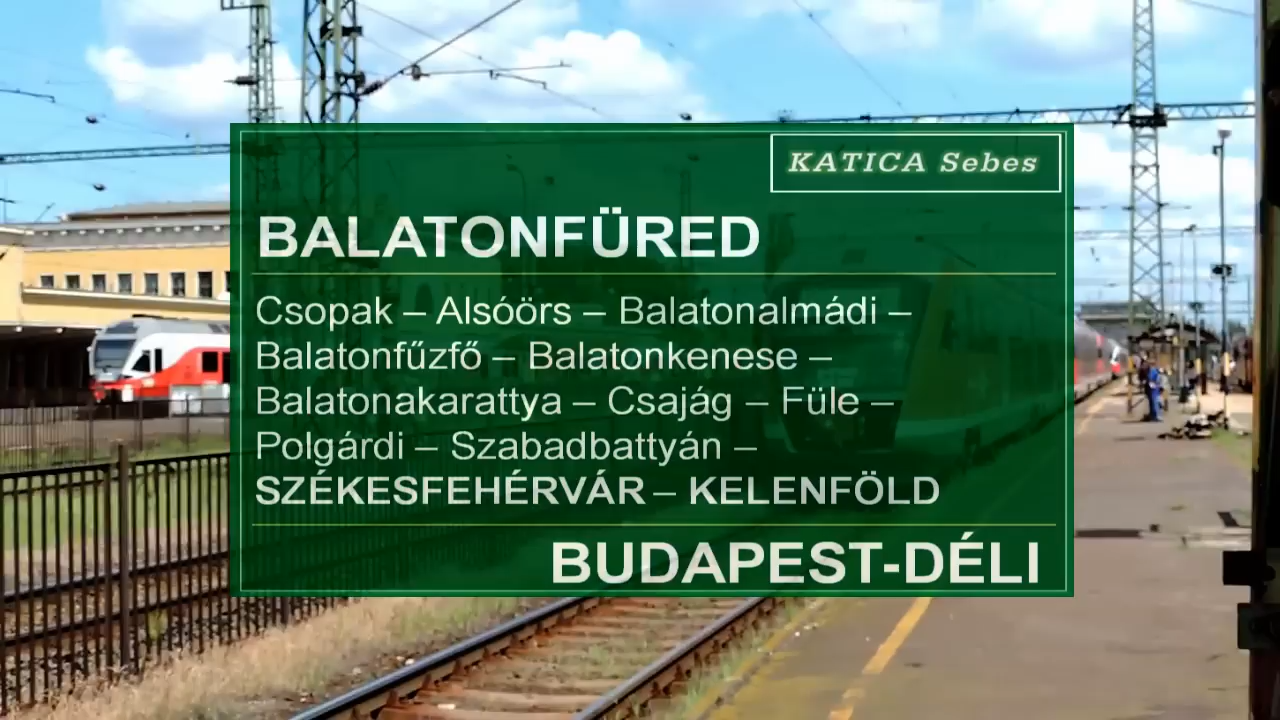 KATICA Sebes
BALATONFÜRED
Csopak – Alsóörs – Balatonalmádi –
Balatonfűzfő – Balatonkenese –
Balatonakarattya – Csajág – Füle –
Polgárdi – Szabadbattyán –
SZÉKESFEHÉRVÁR – KELENFÖLD
BUDAPEST-DÉLI